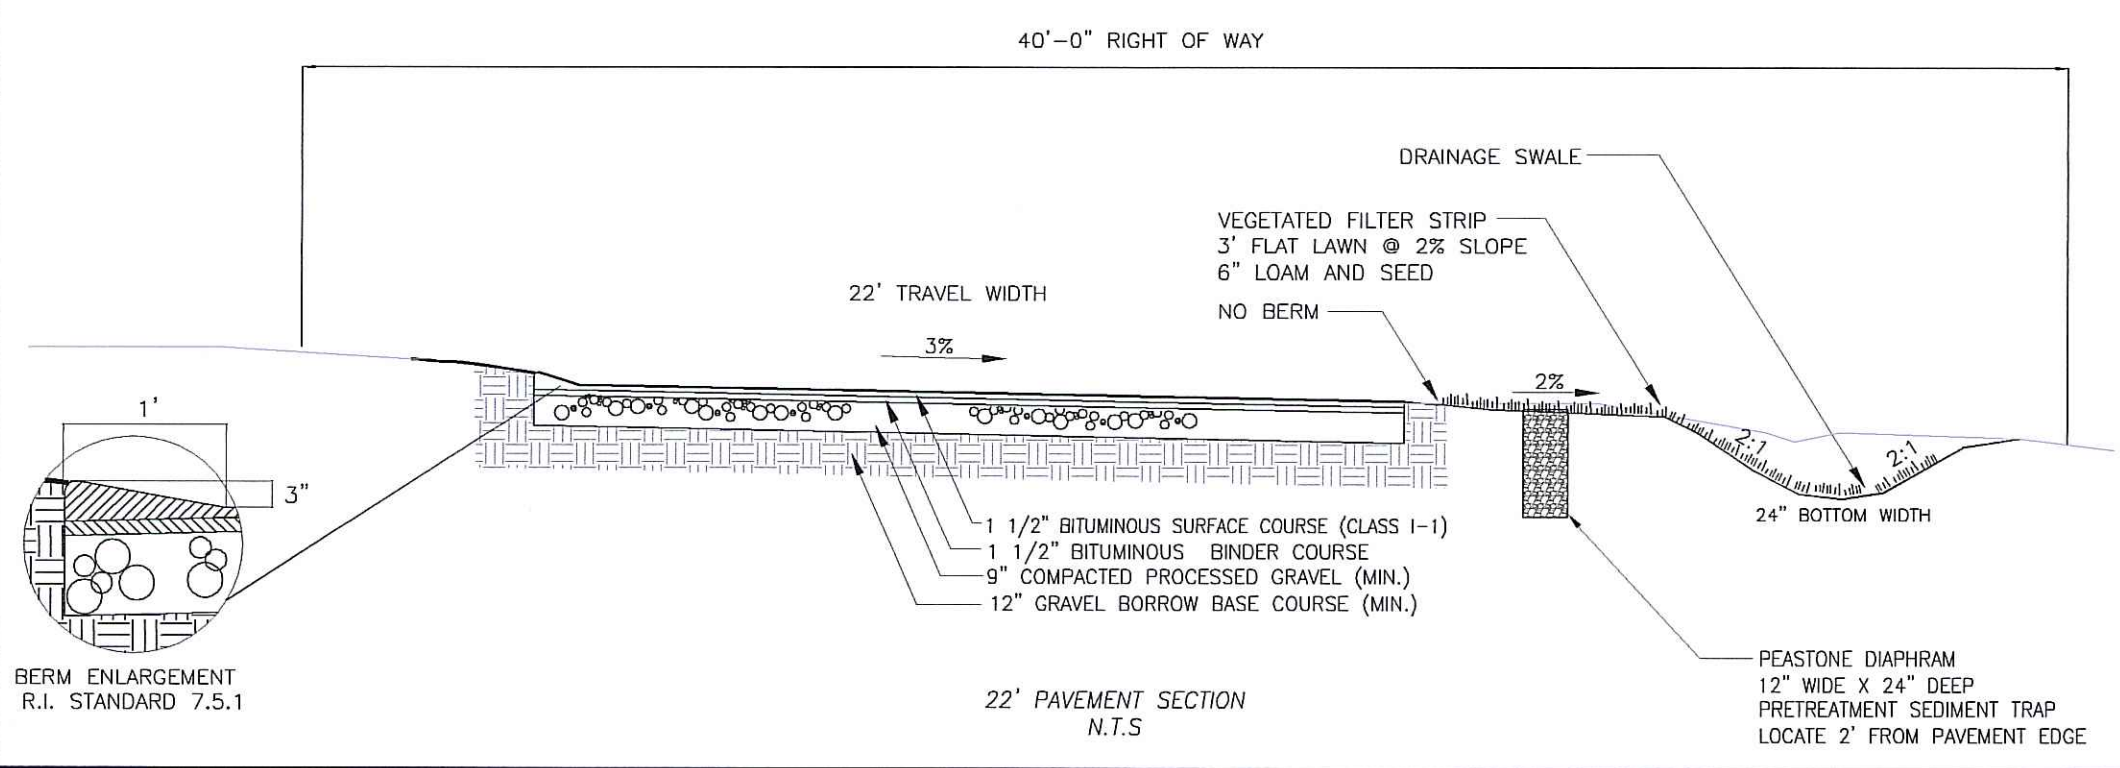 40'-0" RIGHT OF WAY
DRAINAGE SWALE
VEGETATED FILTER STRIP
3' FLAT LAWN @ 2% SLOPE
6" LOAM AND SEED
22' TRAVEL WIDTH
NO BERM
3%
2%
1'
2:1
2:1
3"
24" BOTTOM WIDTH
1 1/2" BITUMINOUS SURFACE COURSE (CLASS I-1)
1 1/2" BITUMINOUS BINDER COURSE
9" COMPACTED PROCESSED GRAVEL (MIN.)
12" GRAVEL BORROW BASE COURSE (MIN.)
BERM ENLARGEMENT
R.I. STANDARD 7.5.1
22' PAVEMENT SECTION
N.T.S
PEASTONE DIAPHRAM
12" WIDE X 24" DEEP
PRETREATMENT SEDIMENT TRAP
LOCATE 2' FROM PAVEMENT EDGE